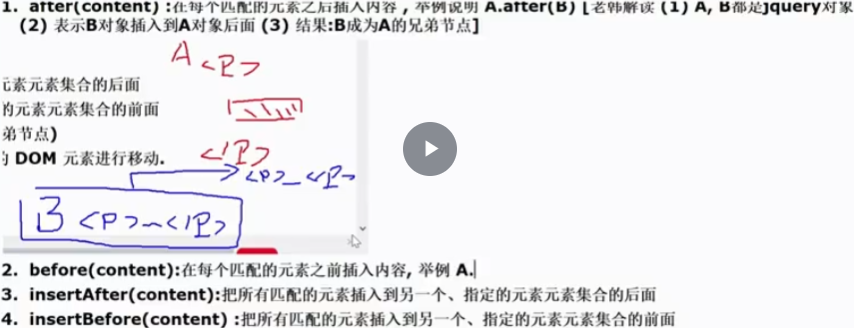 1. after(content) :在每个匹配的元素之后插入内容 , 举例说明 A.after(B) [老韩解读 (1) A, B都是jquery对象
(2) 表示B对象插入到A对象后面 (3) 结果:B成为A的兄弟节点]
A <P>
元素元素集合的后面
的元素元素集合的前面
弟节点)
</P>
DOM 元素进行移动.
<P>
B <P>~</P>
2. before(content):在每个匹配的元素之前插入内容, 举例 A.
3. insertAfter(content):把所有匹配的元素插入到另一个、指定的元素元素集合的后面
4. insertBefore(content) :把所有匹配的元素插入到另一个、指定的元素元素集合的前面